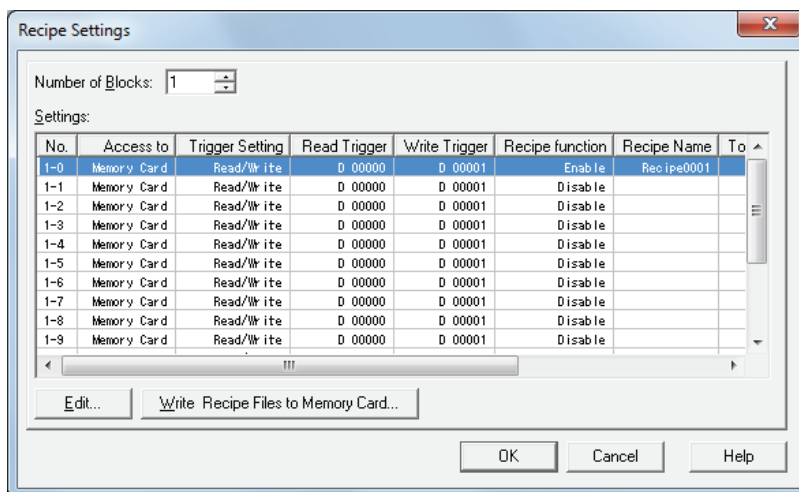 Recipe Settings
Number of Blocks: 1
Settings:
No. Access to Trigger Setting Read Trigger Write Trigger Recipe function Recipe Name To
1-0 Memory Card Read/Write D 00000 D 00001 Enable Recipe0001
1-1 Memory Card Read/Write D 00000 D 00001 Disable
1-2 Memory Card Read/Write D 00000 D 00001 Disable
1-3 Memory Card Read/Write D 00000 D 00001 Disable
1-4 Memory Card Read/Write D 00000 D 00001 Disable
1-5 Memory Card Read/Write D 00000 D 00001 Disable
1-6 Memory Card Read/Write D 00000 D 00001 Disable
1-7 Memory Card Read/Write D 00000 D 00001 Disable
1-8 Memory Card Read/Write D 00000 D 00001 Disable
1-9 Memory Card Read/Write D 00000 D 00001 Disable
Edit... Write Recipe Files to Memory Card...
OK Cancel Help